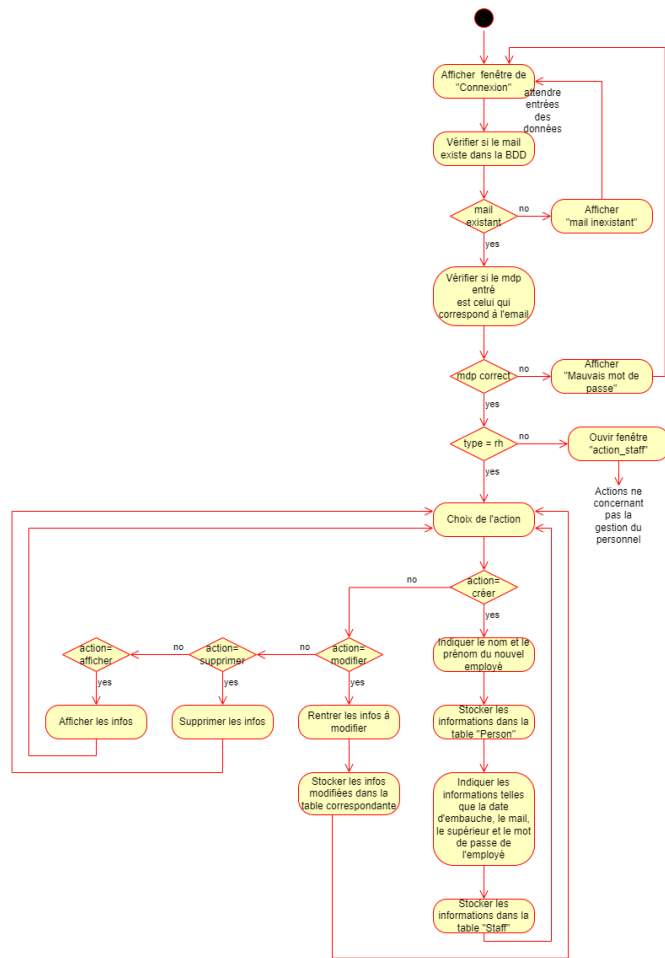 Afficher fenêtre de
"Connexion"
attendre
entrées
des
données
Vérifier si le mail
existe dans la BDD
mail
existant
no
Afficher
"mail inexistant"
yes
Vérifier si le mdp
entré
est celui qui
correspond à l'email
mdp correct
no
Afficher
"Mauvais mot de
passe"
yes
type = rh
no
Ouvir fenêtre
"action_staff"
yes
Actions ne
concernant
pas la
gestion du
personnel
Choix de l'action
action=
créer
no
yes
action=
afficher
no
action=
supprimer
no
action=
modifier
Indiquer le nom et le
prénom du nouvel
employé
yes
yes
yes
Afficher les infos
Supprimer les infos
Rentrer les infos à
modifier
Stocker les
informations dans la
table "Person"
Stocker les infos
modifiées dans la
table correspondante
Indiquer les
informations telles
que la date
d'embauche, le mail,
le supérieur et le mot
de passe de
l'employé
Stocker les
informations dans la
table "Staff"